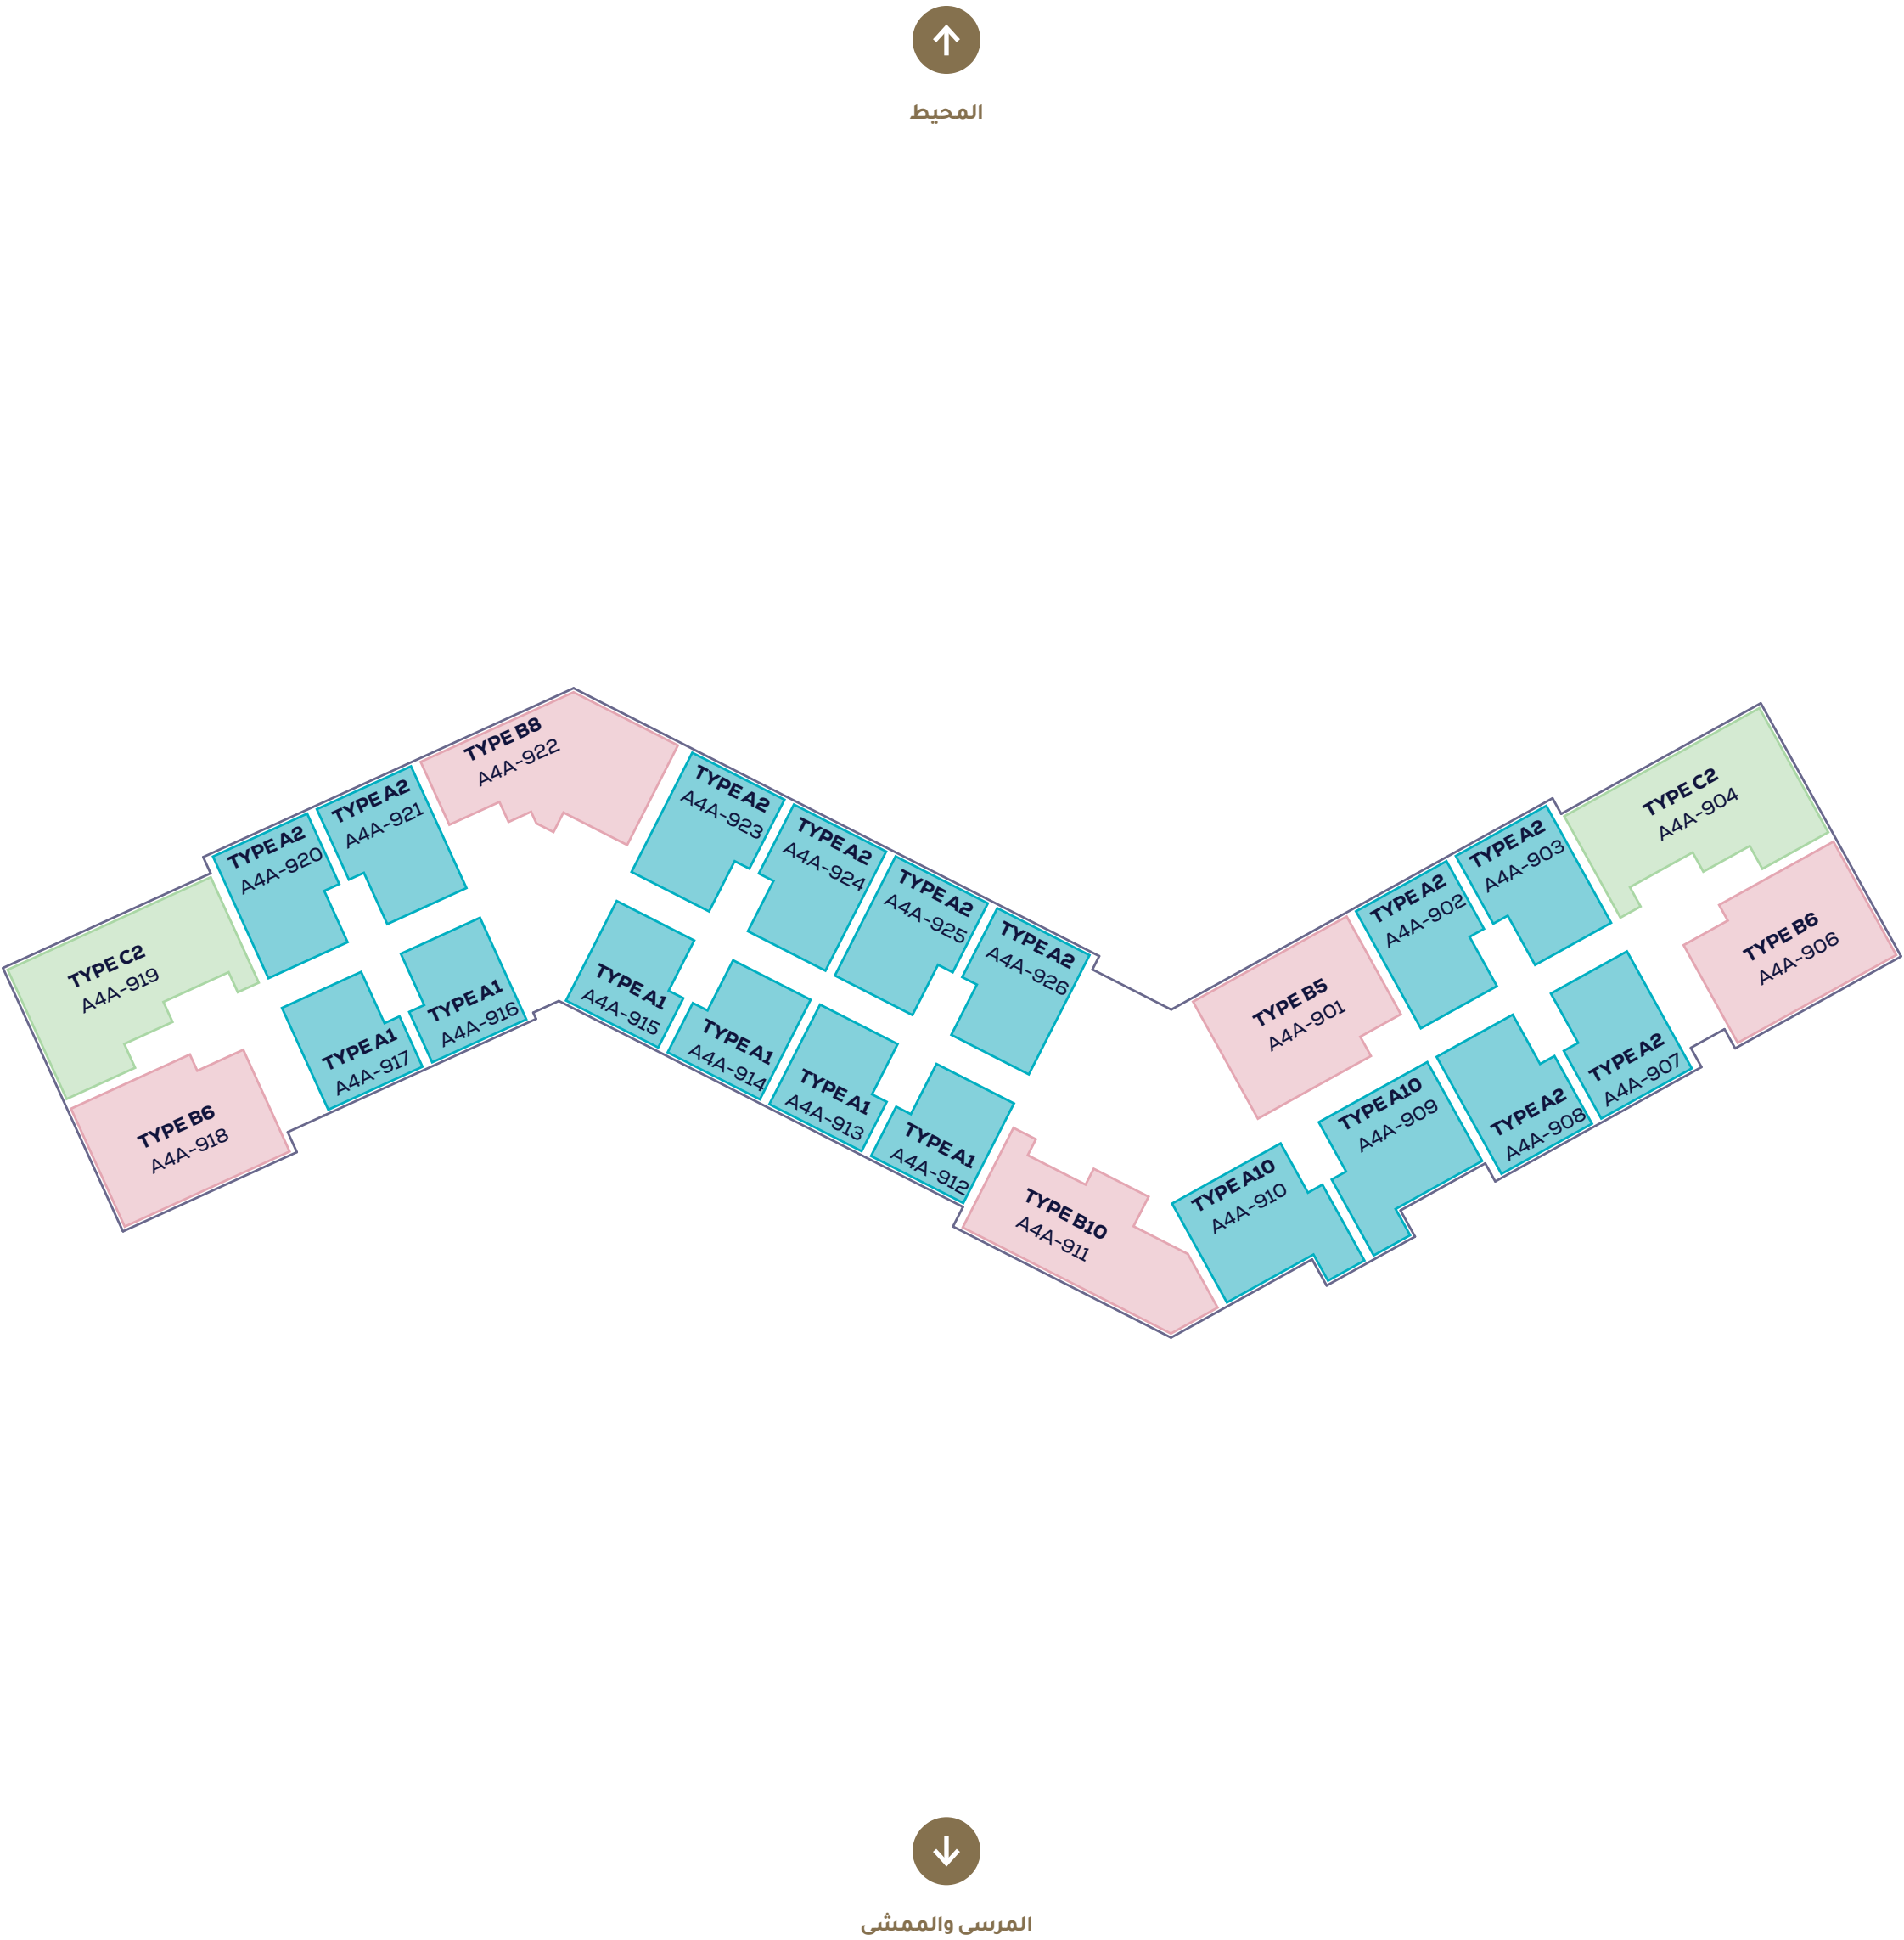 المحيط
TYPE B8
A4A-922
TYPE A2
A4A-921
TYPE A2
A4A-920
TYPE C2
A4A-919
TYPE B6
A4A-918
TYPE A1
A4A-917
TYPE A1
A4A-916
TYPE A2
A4A-923
TYPE A2
A4A-924
TYPE A2
A4A-925
TYPE A2
A4A-926
TYPE A1
A4A-915
TYPE A1
A4A-914
TYPE A1
A4A-913
TYPE A1
A4A-912
TYPE B10
A4A-911
TYPE B5
A4A-901
TYPE A2
A4A-902
TYPE A2
A4A-903
TYPE C2
A4A-904
TYPE B6
A4A-906
TYPE A2
A4A-907
TYPE A2
A4A-908
TYPE A10
A4A-909
TYPE A10
A4A-910
المرسى والممشى